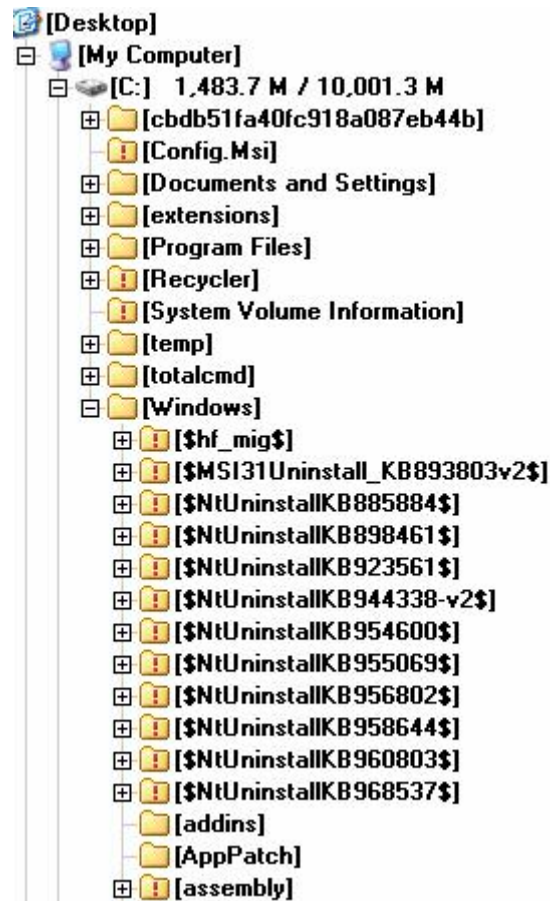 [Desktop]
[My Computer]
[C:] 1,483.7 M / 10,001.3 M
[cbdb51fa40fc918a087eb44b]
[Config.Msi]
[Documents and Settings]
[extensions]
[Program Files]
[Recycler]
[System Volume Information]
[temp]
[totalcmd]
[Windows]
[$hf_mig$]
[$MSI31Uninstall_KB893803v2$]
[$NtUninstallKB885884$]
[$NtUninstallKB898461$]
[$NtUninstallKB923561$]
[$NtUninstallKB944338-v2$]
[$NtUninstallKB954600$]
[$NtUninstallKB955069$]
[$NtUninstallKB956802$]
[$NtUninstallKB958644$]
[$NtUninstallKB960803$]
[$NtUninstallKB968537$]
[addins]
[AppPatch]
[assembly]